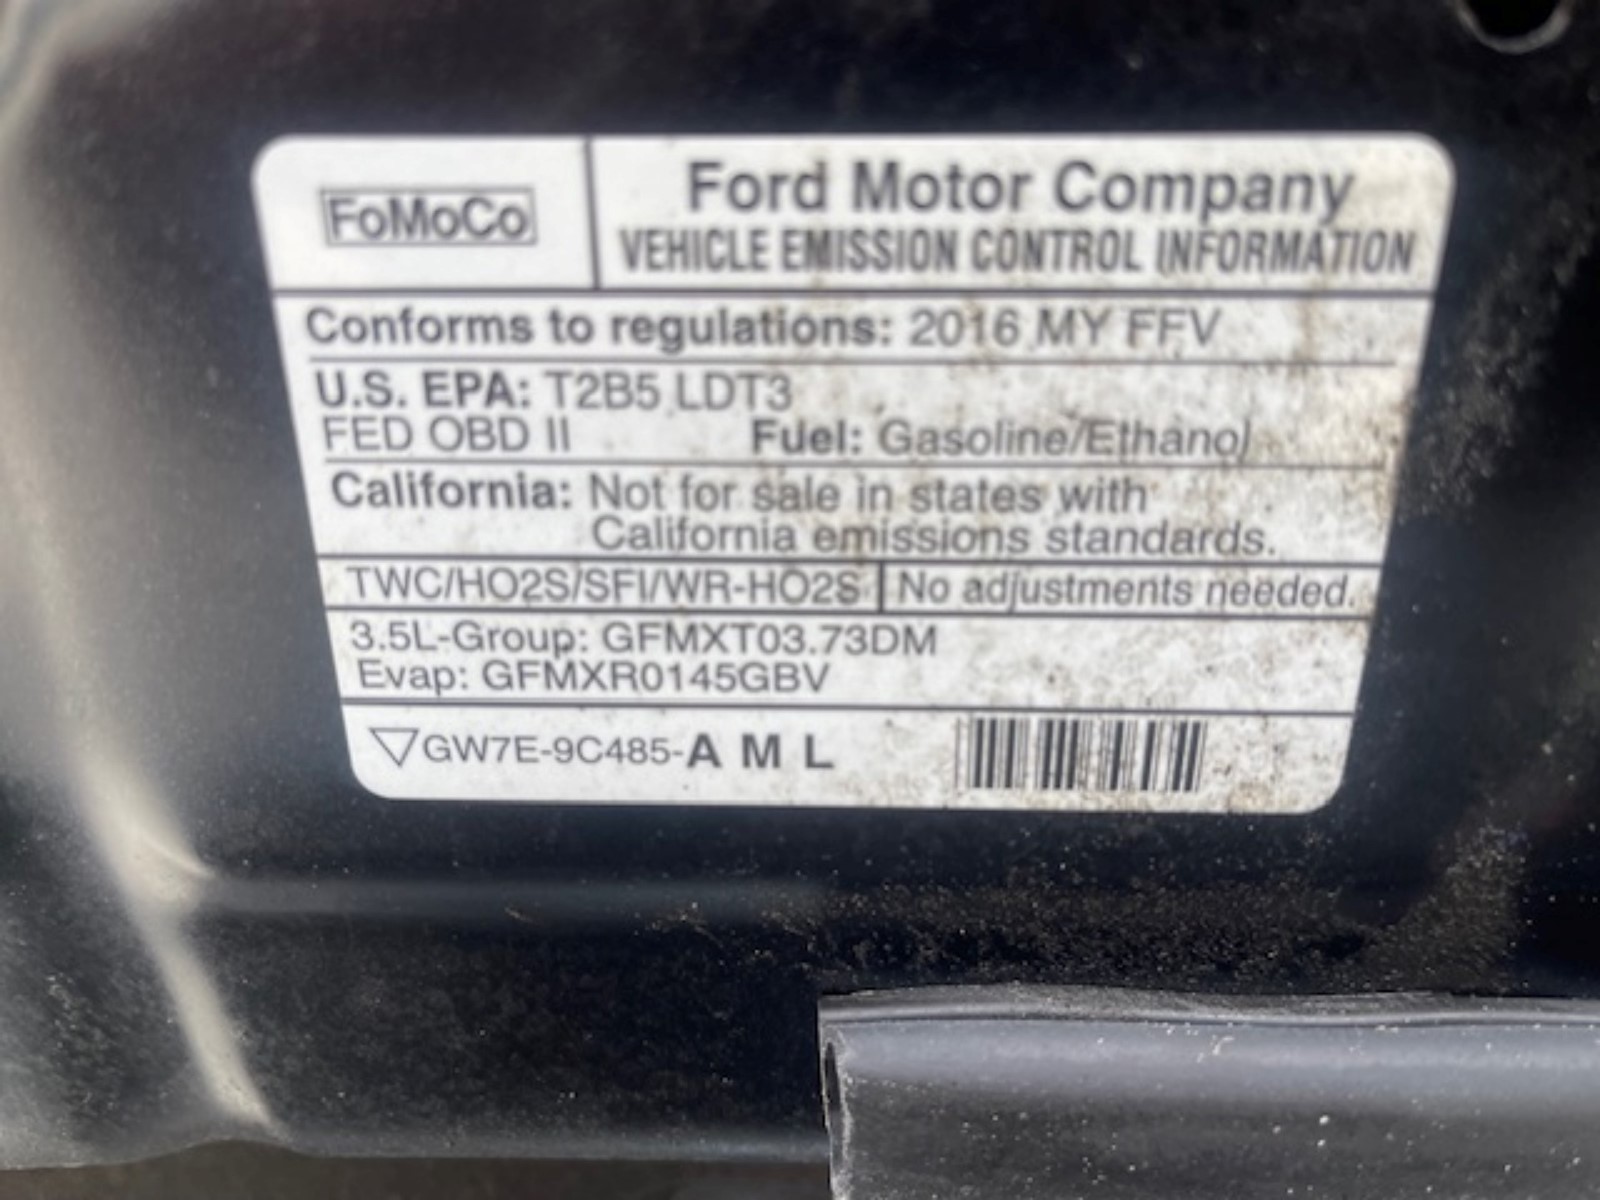 FoMoCo
Ford Motor Company
VEHICLE EMISSION CONTROL INFORMATION
Conforms to regulations: 2016 MY FFV
U.S. EPA: T2B5 LDT3
FED OBD II Fuel: Gasoline/Ethanol
California: Not for sale in states with
California emissions standards.
TWC/HO2S/SFI/WR-HO2S No adjustments needed.
3.5L-Group: GFMXT03.73DM
Evap: GFMXR0145GBV
GW7E-9C485-A M L